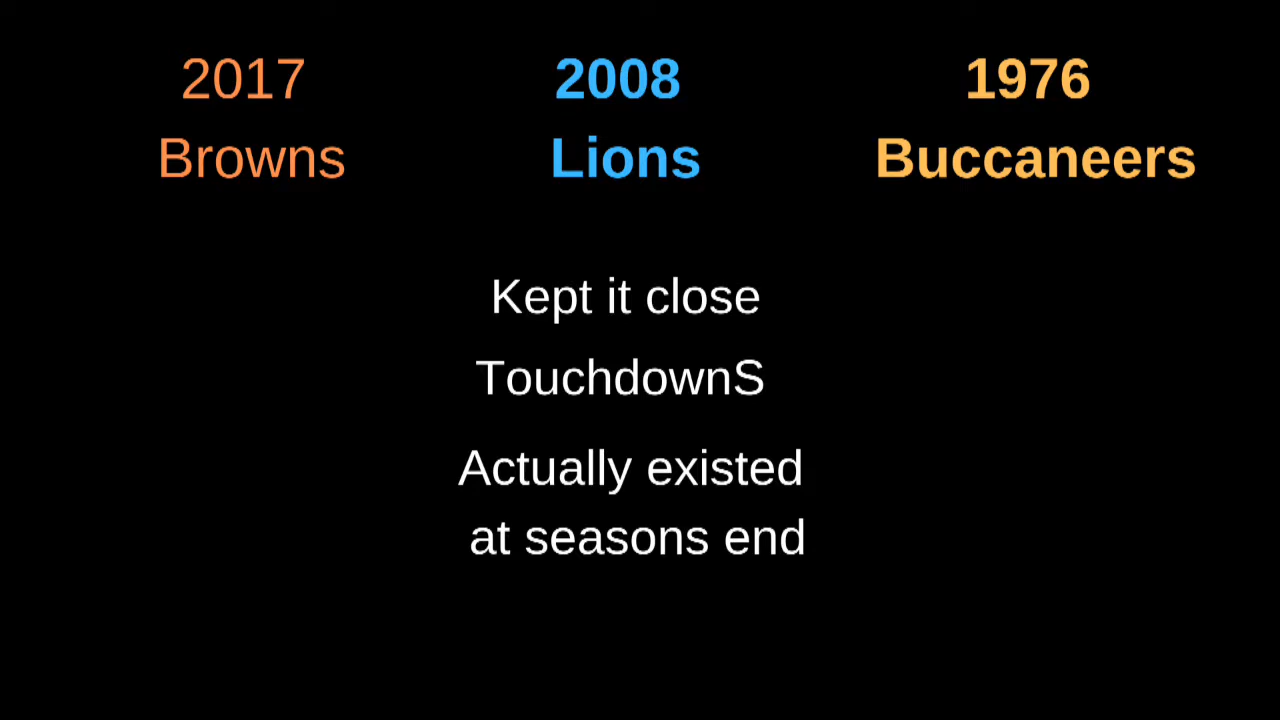 2017 2008 1976
Browns Lions Buccaneers
Kept it close
TouchdownS
Actually existed
at seasons end